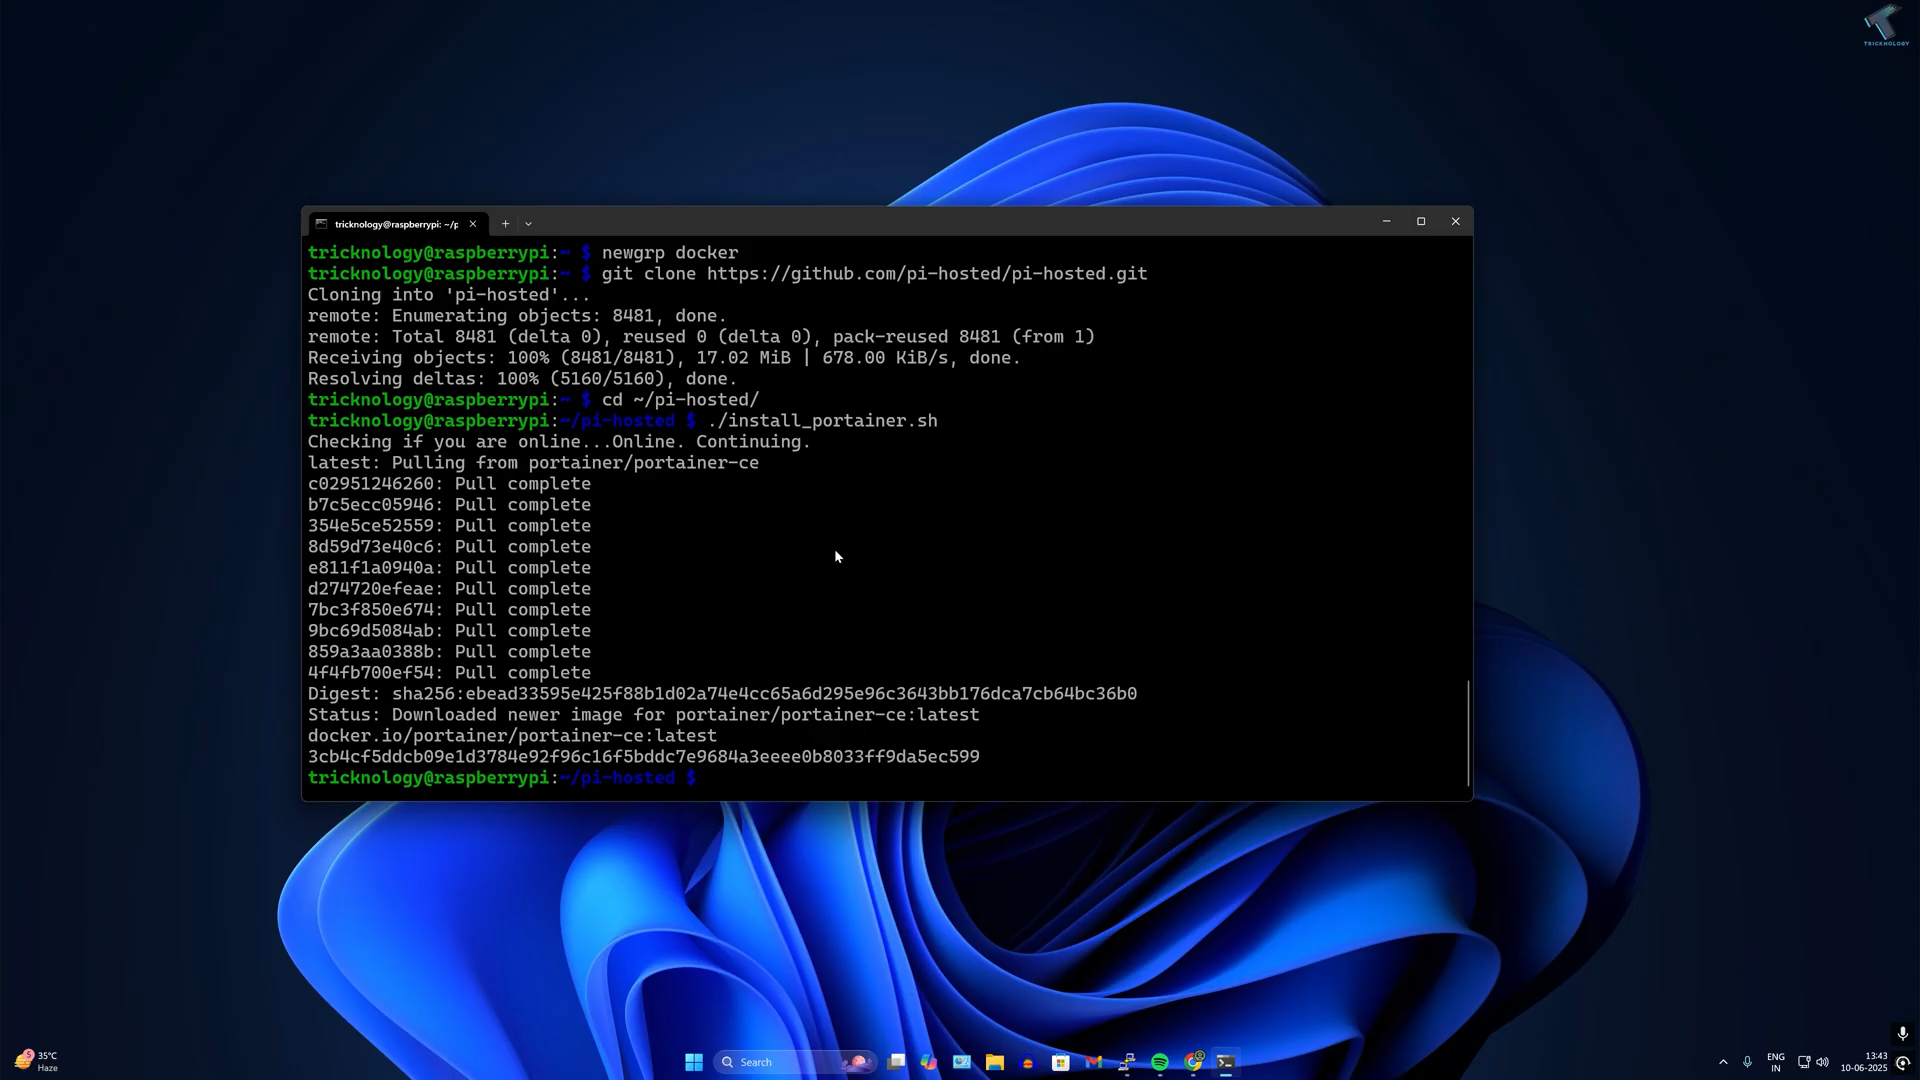 TRICKNOLOGY
tricknology@raspberrypi: ~/p
tricknology@raspberrypi:~ $ newgrp docker
tricknology@raspberrypi:~ $ git clone https://github.com/pi-hosted/pi-hosted.git
Cloning into 'pi-hosted'...
remote: Enumerating objects: 8481, done.
remote: Total 8481 (delta 0), reused 0 (delta 0), pack-reused 8481 (from 1)
Receiving objects: 100% (8481/8481), 17.02 MiB | 678.00 KiB/s, done.
Resolving deltas: 100% (5160/5160), done.
tricknology@raspberrypi:~ $ cd ~/pi-hosted/
tricknology@raspberrypi:~/pi-hosted $ ./install_portainer.sh
Checking if you are online...Online. Continuing.
latest: Pulling from portainer/portainer-ce
c02951246260: Pull complete
b7c5ecc05946: Pull complete
354e5ce52559: Pull complete
8d59d73e40c6: Pull complete
e811f1a0940a: Pull complete
d274720efeae: Pull complete
7bc3f850e674: Pull complete
9bc69d5084ab: Pull complete
859a3aa0388b: Pull complete
4f4fb700ef54: Pull complete
Digest: sha256:ebead33595e425f88b1d02a74e4cc65a6d295e96c3643bb176dca7cb64bc36b0
Status: Downloaded newer image for portainer/portainer-ce:latest
docker.io/portainer/portainer-ce:latest
3cb4cf5ddcb09e1d3784e92f96c16f5bddc7e9684a3eeee0b8033ff9da5ec599
tricknology@raspberrypi:~/pi-hosted $
5
35°C
Haze
Search
ENG
IN
13:43
10-06-2025